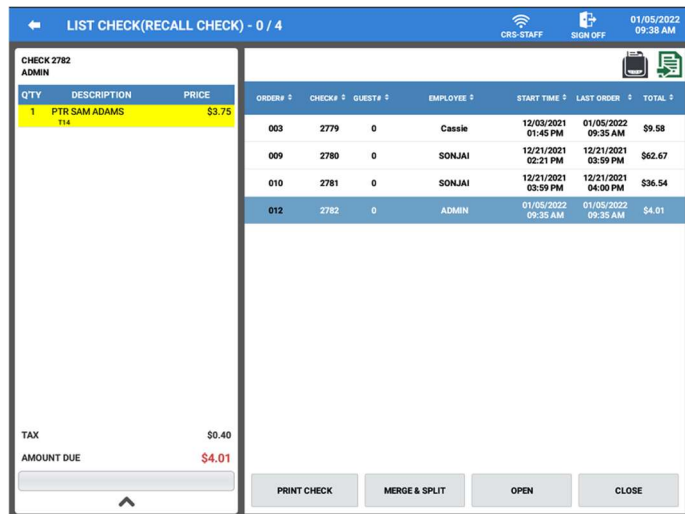 LIST CHECK(RECALL CHECK) - 0 / 4
CRS-STAFF
SIGN OFF
01/05/2022
09:38 AM
CHECK 2782
ADMIN
Q'TY DESCRIPTION PRICE
1 PTR SAM ADAMS $3.75
T14
TAX $0.40
AMOUNT DUE $4.01
ORDER# CHECK# GUEST# EMPLOYEE START TIME LAST ORDER TOTAL
003 2779 0 Cassie 12/03/2021 01:45 PM 01/05/2022 09:35 AM $9.58
009 2780 0 SONJAI 12/21/2021 02:21 PM 12/21/2021 03:59 PM $62.67
010 2781 0 SONJAI 12/21/2021 03:59 PM 12/21/2021 04:00 PM $36.54
012 2782 0 ADMIN 01/05/2022 09:35 AM 01/05/2022 09:35 AM $4.01
PRINT CHECK MERGE & SPLIT OPEN CLOSE